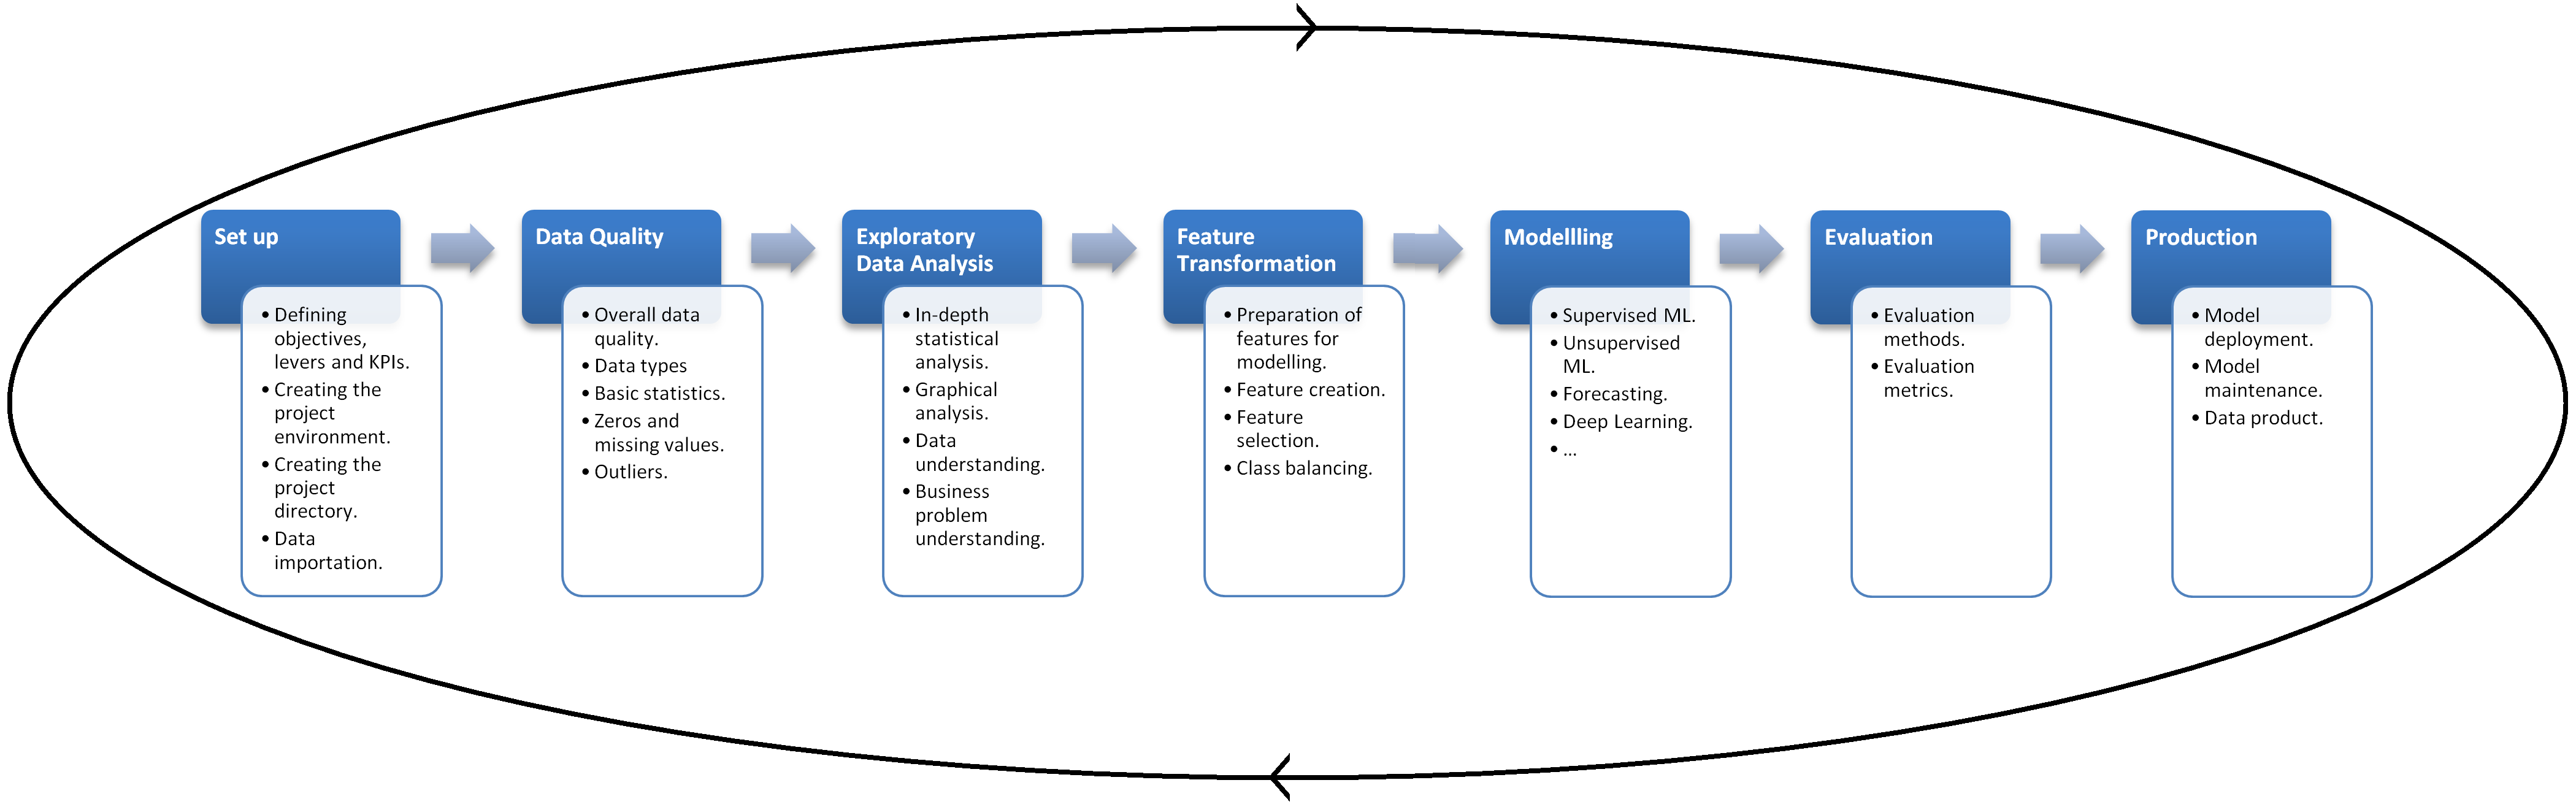 Set up
• Defining
objectives,
levers and KPIs.
• Creating the
project
environment.
• Creating the
project
directory.
• Data
importation.
Data Quality
• Overall data
quality.
• Data types
• Basic statistics.
• Zeros and
missing values.
• Outliers.
Exploratory
Data Analysis
• In-depth
statistical
analysis.
• Graphical
analysis.
• Data
understanding.
• Business
problem
understanding.
Feature
Transformation
• Preparation of
features for
modelling.
• Feature creation.
• Feature
selection.
• Class balancing.
Modellling
• Supervised ML.
• Unsupervised
ML.
• Forecasting.
• Deep Learning.
• ...
Evaluation
• Evaluation
methods.
• Evaluation
metrics.
Production
• Model
deployment.
• Model
maintenance.
• Data product.